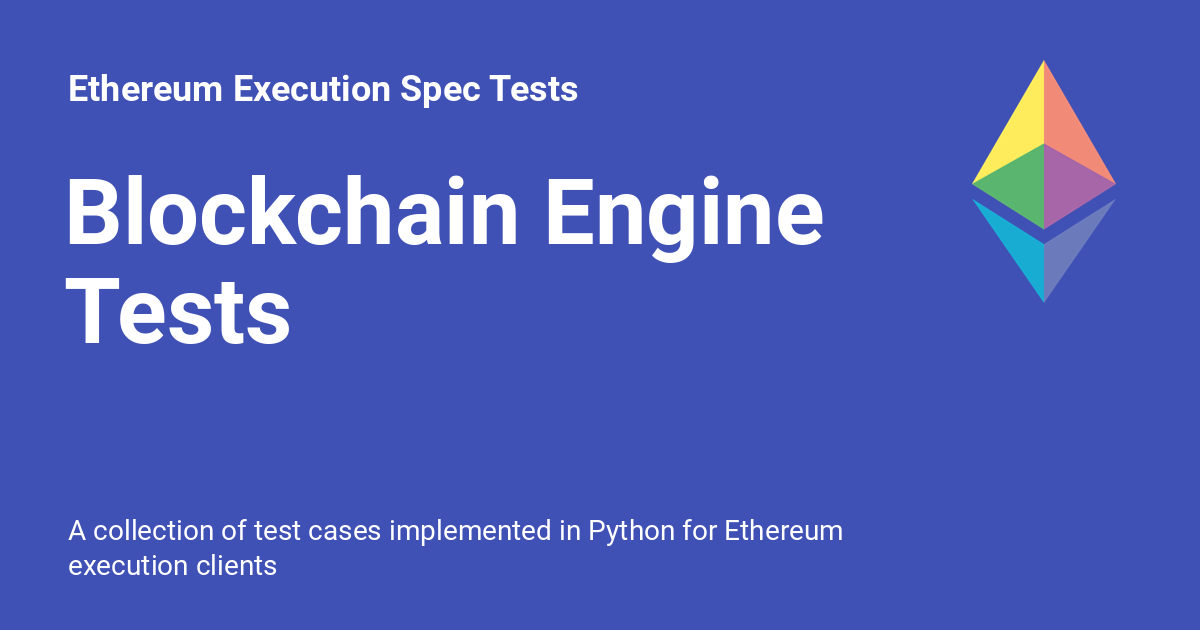 Ethereum Execution Spec Tests
Blockchain Engine
Tests
A collection of test cases implemented in Python for Ethereum
execution clients